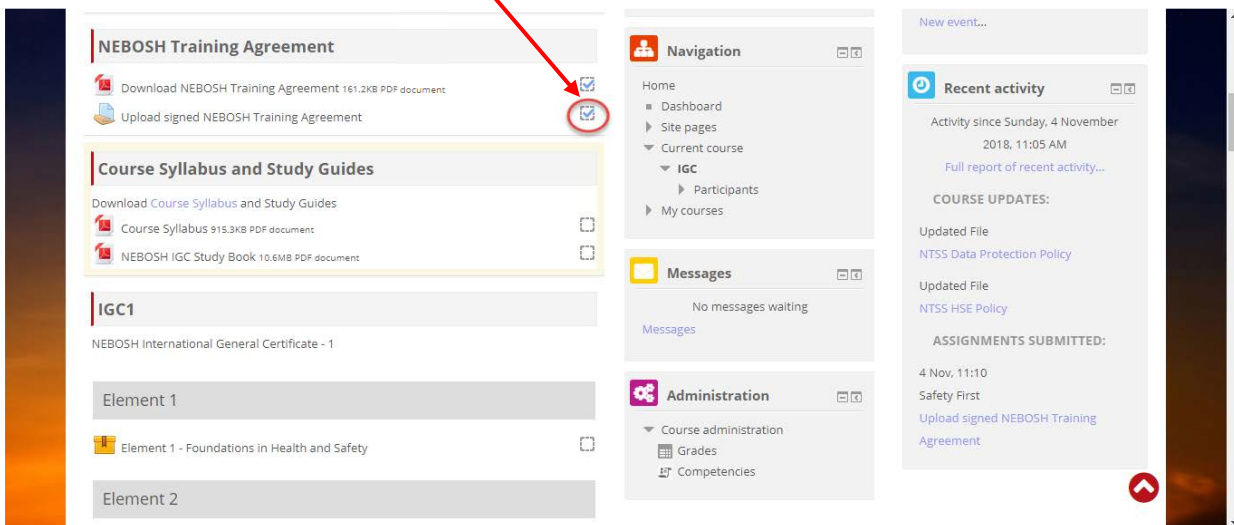 NEBOSH Training Agreement
Download NEBOSH Training Agreement 161.2KB PDF document
Upload signed NEBOSH Training Agreement
Course Syllabus and Study Guides
Download Course Syllabus and Study Guides
Course Syllabus 915.3KB PDF document
NEBOSH IGC Study Book 10.6MB PDF document
IGC1
NEBOSH International General Certificate - 1
Element 1
Element 1 - Foundations in Health and Safety
Element 2
Navigation
Home
Dashboard
Site pages
Current course
IGC
Participants
My courses
Messages
No messages waiting
Messages
Administration
Course administration
Grades
Competencies
New event...
Recent activity
Activity since Sunday, 4 November
2018, 11:05 AM
Full report of recent activity...
COURSE UPDATES:
Updated File
NTSS Data Protection Policy
Updated File
NTSS HSE Policy
ASSIGNMENTS SUBMITTED:
4 Nov, 11:10
Safety First
Upload signed NEBOSH Training
Agreement